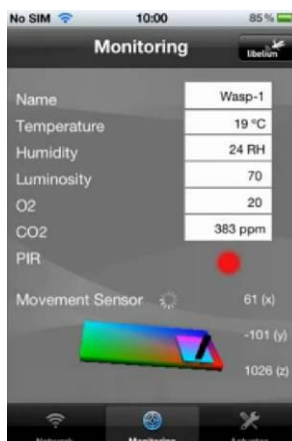 No SIM 10:00 85 %
Monitoring libelium
Name Wasp-1
Temperature 19 ºC
Humidity 24 RH
Luminosity 70
O2 20
CO2 383 ppm
PIR
Movement Sensor 61 (x)
-101 (y)
1026 (z)
Network Monitoring Actuator